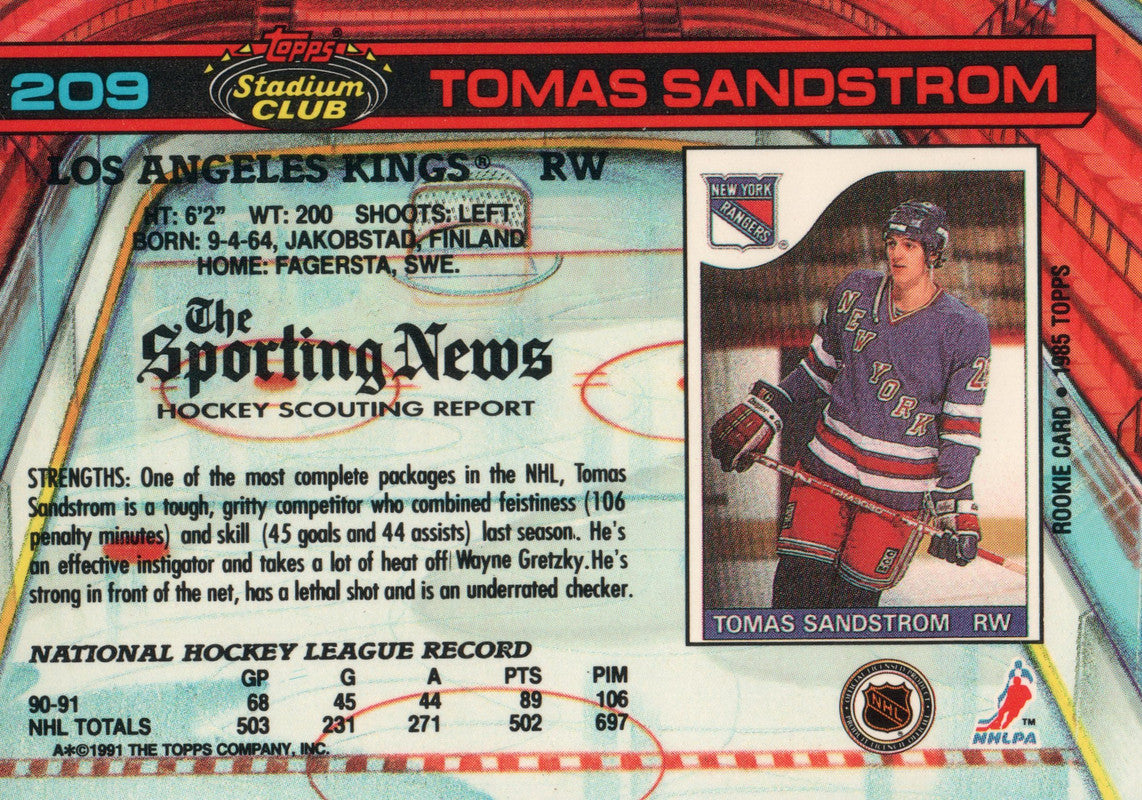 209
Topps
Stadium
CLUB
TOMAS SANDSTROM
LOS ANGELES KINGS® RW
HT: 6'2" WT: 200 SHOOTS: LEFT
BORN: 9-4-64, JAKOBSTAD, FINLAND
HOME: FAGERSTA, SWE.
The
Sporting News
HOCKEY SCOUTING REPORT
STRENGTHS: One of the most complete packages in the NHL, Tomas
Sandstrom is a tough, gritty competitor who combined feistiness (106
penalty minutes) and skill (45 goals and 44 assists) last season. He's
an effective instigator and takes a lot of heat off Wayne Gretzky. He's
strong in front of the net, has a lethal shot and is an underrated checker.
NATIONAL HOCKEY LEAGUE RECORD
GP G A PTS PIM
90-91 68 45 44 89 106
NHL TOTALS 503 231 271 502 697
A*©1991 THE TOPPS COMPANY, INC.
NEW YORK
RANGERS
®
NEW
YORK
TOMAS SANDSTROM RW
ROOKIE CARD • 1985 TOPPS
OFFICIAL LICENSED PRODUCT
NHL
NHLPA
TM